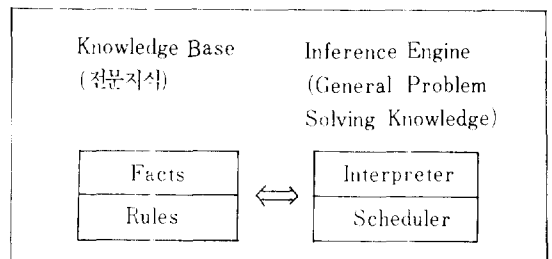 Knowledge Base
(전문지식)
Inference Engine
(General Problem
Solving Knowledge)
Facts
Rules
⟺
Interpreter
Scheduler